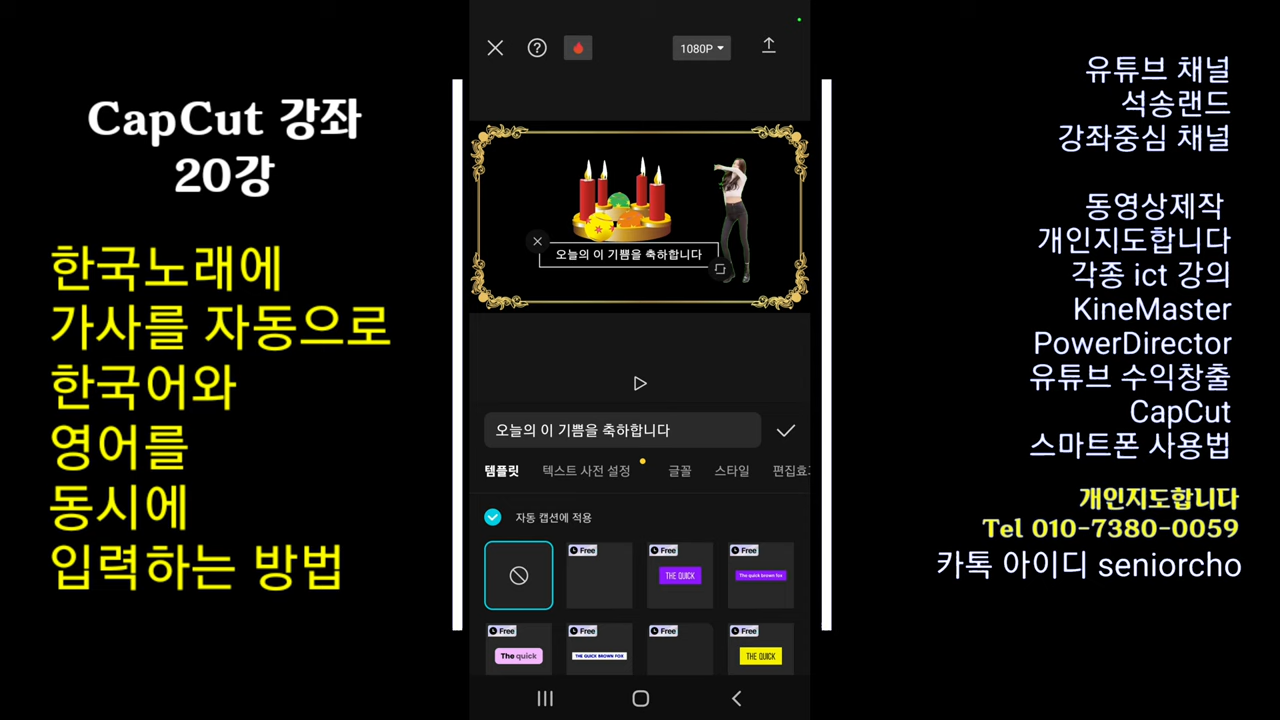 CapCut 강좌
20강
한국노래에
가사를 자동으로
한국어와
영어를
동시에
입력하는 방법
1080P
오늘의 이 기쁨을 축하합니다
오늘의 이 기쁨을 축하합니다
템플릿 텍스트 사전 설정 글꼴 스타일 편집효과
자동 캡션에 적용
Free Free Free
THE QUICK The quick brown fox
Free Free Free Free
The quick THE QUICK BROWN FOX THE QUICK
유튜브 채널
석송랜드
강좌중심 채널
동영상제작
개인지도합니다
각종 ict 강의
KineMaster
PowerDirector
유튜브 수익창출
CapCut
스마트폰 사용법
개인지도합니다
Tel 010-7380-0059
카톡 아이디 seniorcho